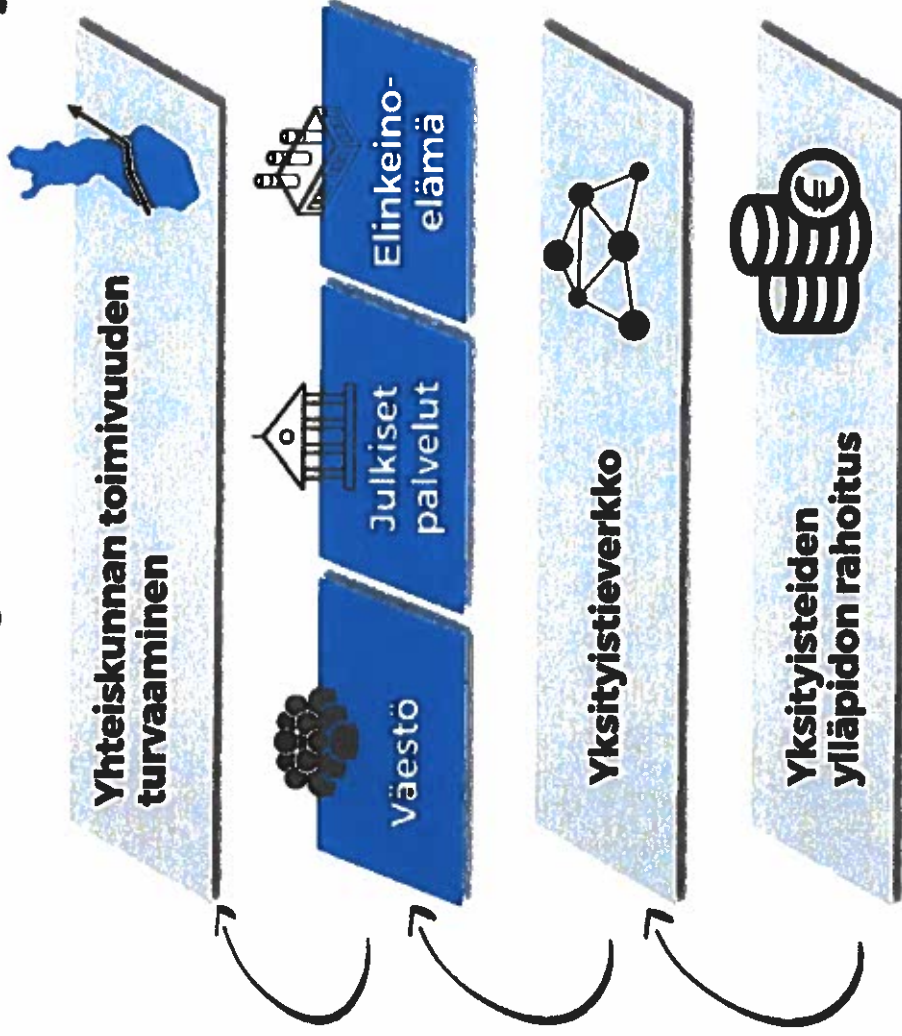 Yhteiskunnan toimivuuden
turvaaminen
Väestö
Julkiset
palvelut
Elinkeino-
elämä
Yksityistieverkko
Yksityisteiden
ylläpidon rahoitus
€